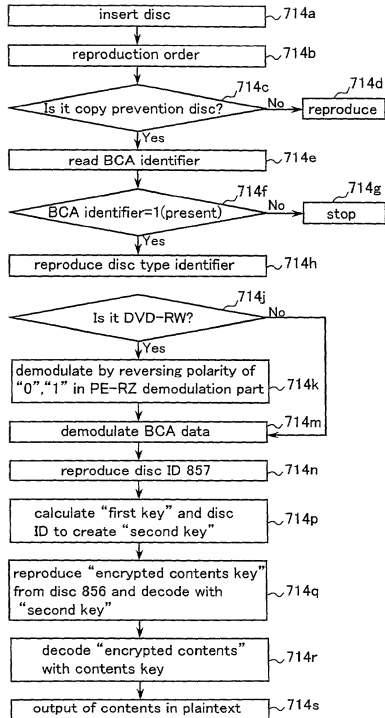 insert disc
714a
reproduction order
714b
714c
Is it copy prevention disc?
No
714d
reproduce
Yes
read BCA identifier
714e
714f
BCA identifier=1(present)
No
714g
stop
Yes
reproduce disc type identifier
714h
714j
Is it DVD-RW?
No
Yes
demodulate by reversing polarity of
"0","1" in PE-RZ demodulation part
714k
714m
demodulate BCA data
reproduce disc ID 857
714n
calculate "first key" and disc
ID to create "second key"
714p
reproduce "encrypted contents key"
from disc 856 and decode with
"second key"
714q
decode "encrypted contents"
with contents key
714r
output of contents in plaintext
714s